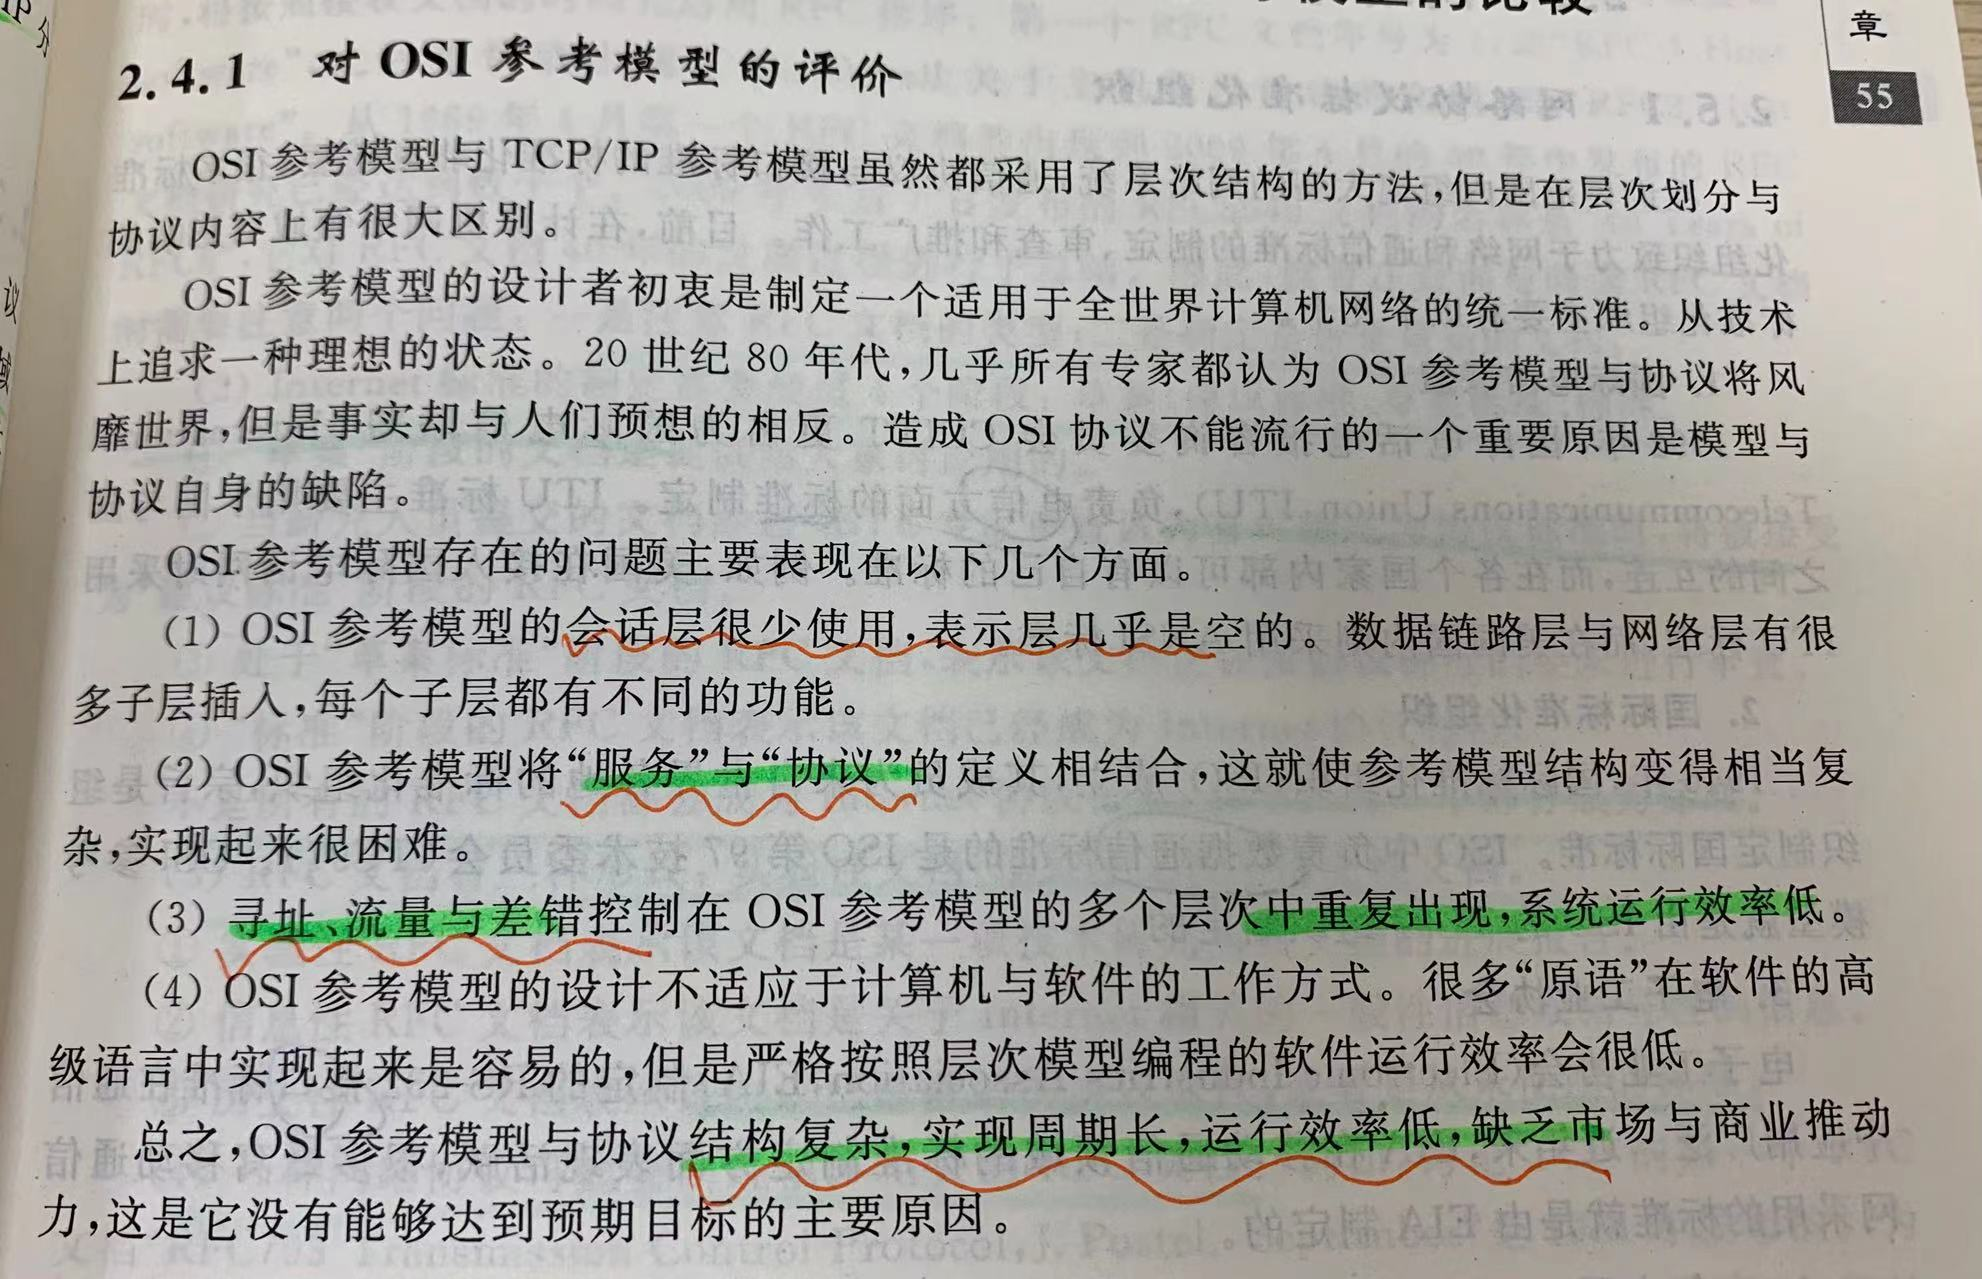 模型的比较
章
55
2.4.1 对 OSI 参考模型的评价
OSI 参考模型与 TCP/IP 参考模型虽然都采用了层次结构的方法,但是在层次划分与
协议内容上有很大区别。
OSI 参考模型的设计者初衷是制定一个适用于全世界计算机网络的统一标准。从技术
上追求一种理想的状态。20 世纪 80 年代,几乎所有专家都认为 OSI 参考模型与协议将风
靡世界,但是事实却与人们预想的相反。造成 OSI 协议不能流行的一个重要原因是模型与
协议自身的缺陷。
OSI 参考模型存在的问题主要表现在以下几个方面。
(1) OSI 参考模型的会话层很少使用,表示层几乎是空的。数据链路层与网络层有很
多子层插入,每个子层都有不同的功能。
(2) OSI 参考模型将“服务”与“协议”的定义相结合,这就使参考模型结构变得相当复
杂,实现起来很困难。
(3) 寻址、流量与差错控制在 OSI 参考模型的多个层次中重复出现,系统运行效率低。
(4) OSI 参考模型的设计不适应于计算机与软件的工作方式。很多“原语”在软件的高
级语言中实现起来是容易的,但是严格按照层次模型编程的软件运行效率会很低。
总之,OSI 参考模型与协议结构复杂,实现周期长,运行效率低,缺乏市场与商业推动
力,这是它没有能够达到预期目标的主要原因。